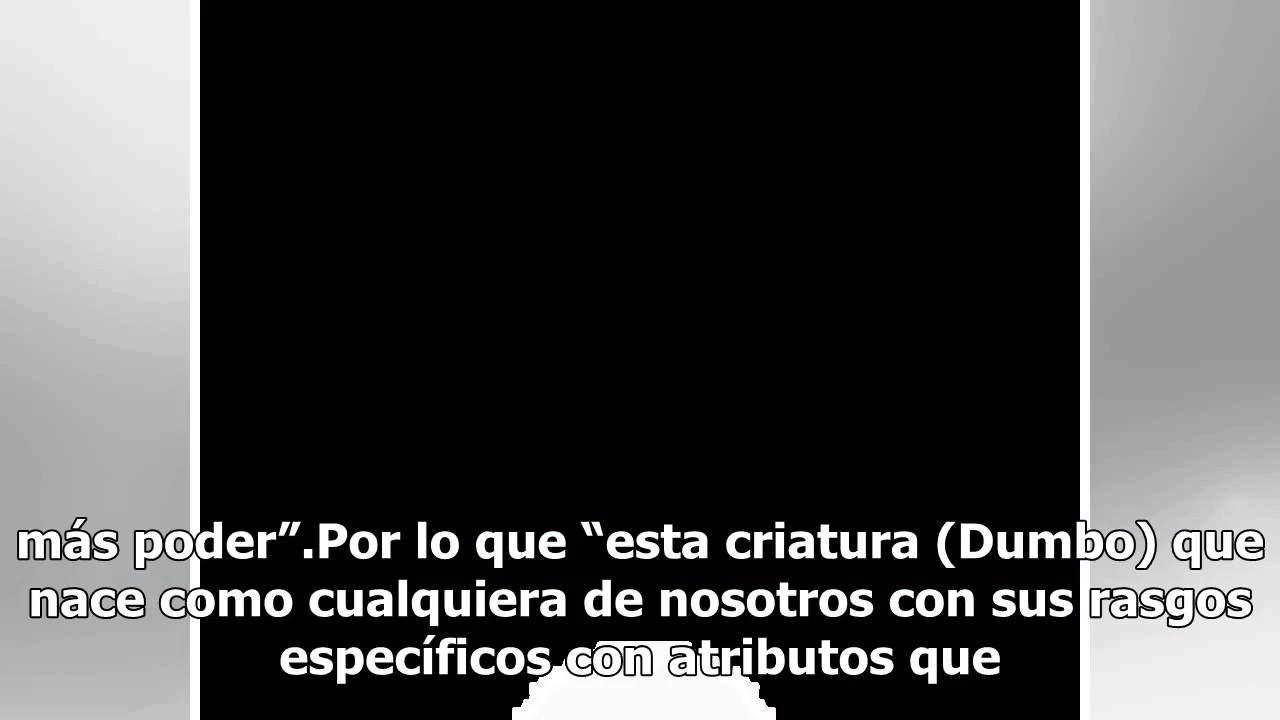 más poder”.Por lo que “esta criatura (Dumbo) que
nace como cualquiera de nosotros con sus rasgos
específicos con atributos que